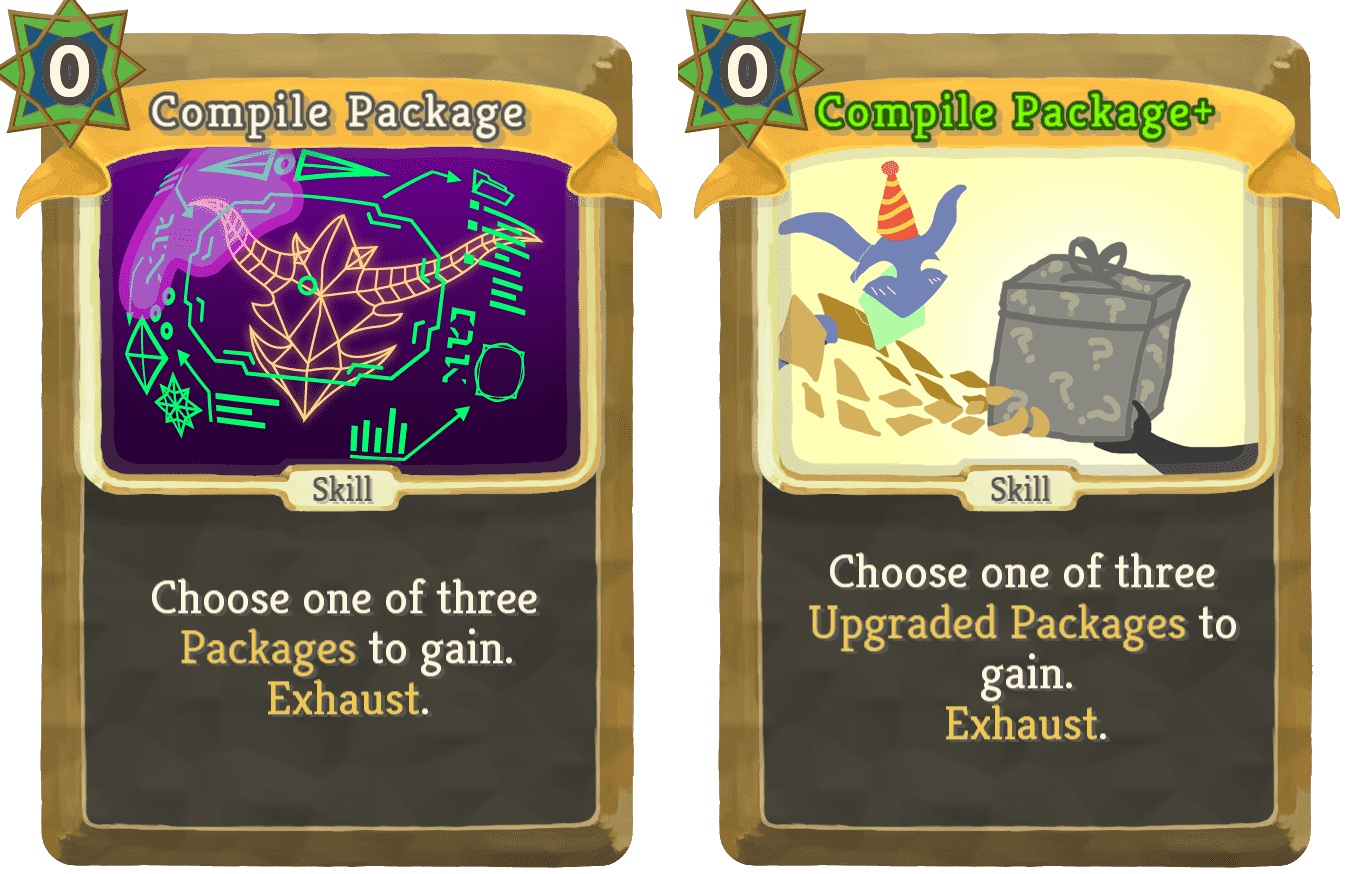 0
Compile Package
Skill
Choose one of three
Packages to gain.
Exhaust.
0
Compile Package+
? ? ? ? ? ? ?
Skill
Choose one of three
Upgraded Packages to
gain.
Exhaust.